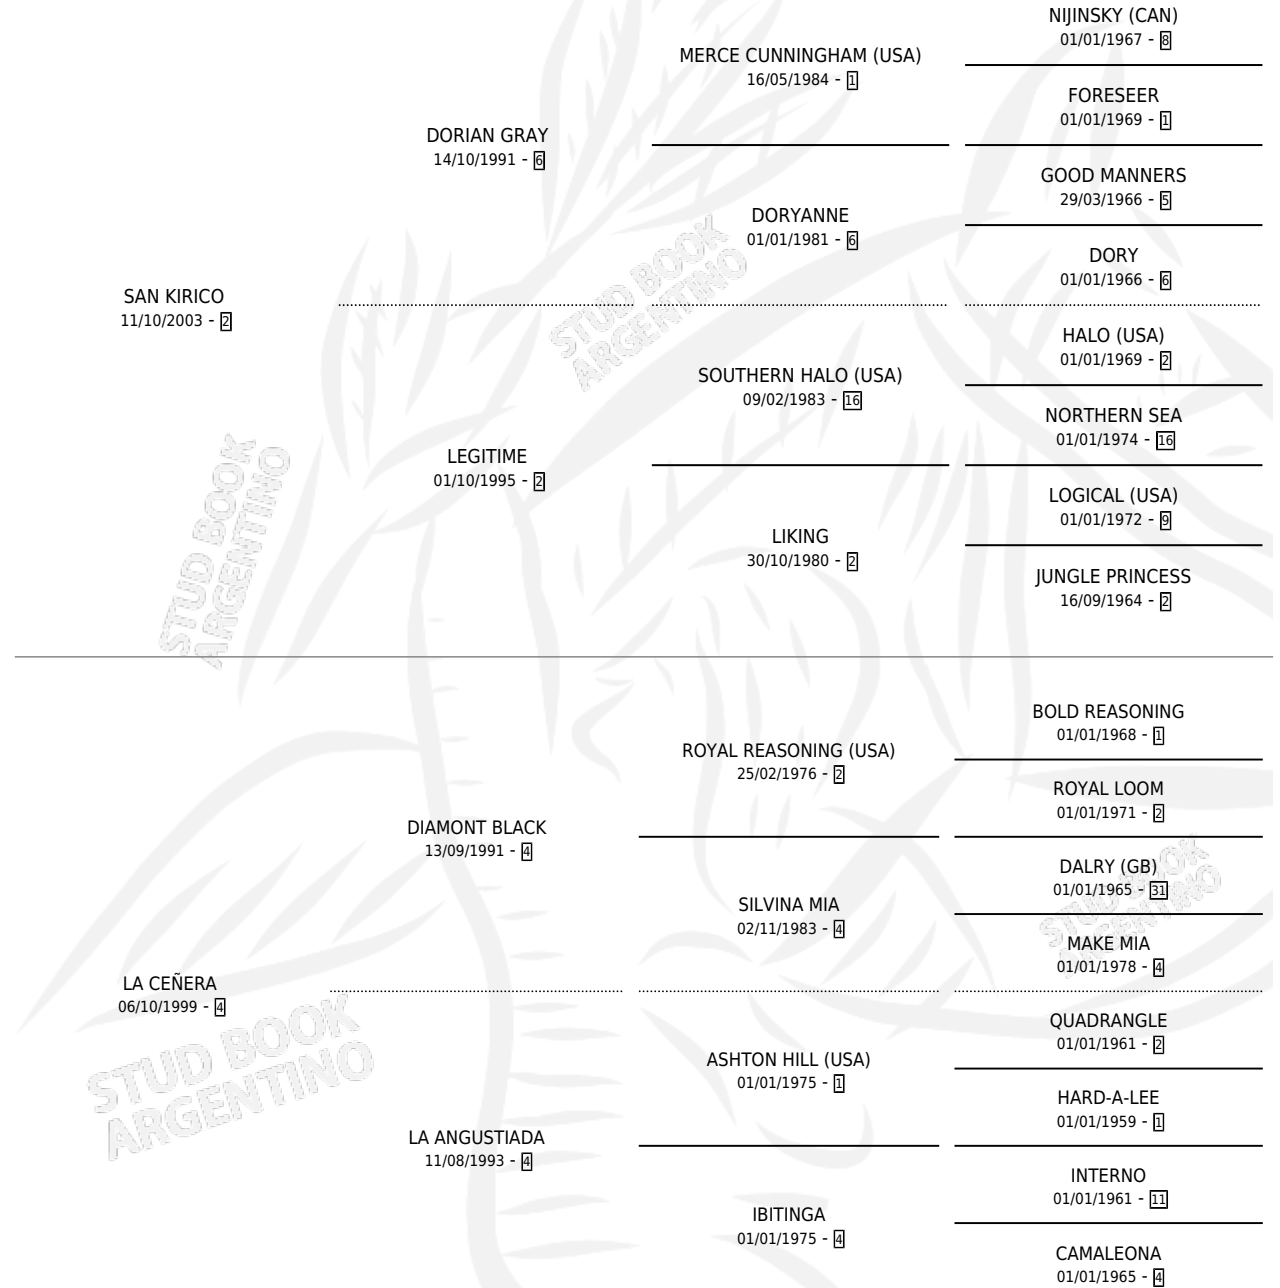 NIJINSKY (CAN)
01/01/1967 - 8
MERCE CUNNINGHAM (USA)
16/05/1984 - 1
FORESEER
01/01/1969 - 1
DORIAN GRAY
14/10/1991 - 6
GOOD MANNERS
29/03/1966 - 5
DORYANNE
01/01/1981 - 6
DORY
01/01/1966 - 6
SAN KIRICO
11/10/2003 - 2
HALO (USA)
01/01/1969 - 2
SOUTHERN HALO (USA)
09/02/1983 - 16
NORTHERN SEA
01/01/1974 - 16
LEGITIME
01/10/1995 - 2
LOGICAL (USA)
01/01/1972 - 9
LIKING
30/10/1980 - 2
JUNGLE PRINCESS
16/09/1964 - 2
STUD BOOK
ARGENTINO
STUD BOOK
ARGENTINO
BOLD REASONING
01/01/1968 - 1
ROYAL REASONING (USA)
25/02/1976 - 2
ROYAL LOOM
01/01/1971 - 2
DIAMONT BLACK
13/09/1991 - 4
DALRY (GB)
01/01/1965 - 31
SILVINA MIA
02/11/1983 - 4
MAKE MIA
01/01/1978 - 4
LA CEÑERA
06/10/1999 - 4
QUADRANGLE
01/01/1961 - 2
ASHTON HILL (USA)
01/01/1975 - 1
HARD-A-LEE
01/01/1959 - 1
LA ANGUSTIADA
11/08/1993 - 4
INTERNO
01/01/1961 - 11
IBITINGA
01/01/1975 - 4
CAMALEONA
01/01/1965 - 4
STUD BOOK
ARGENTINO
STUD BOOK
ARGENTINO